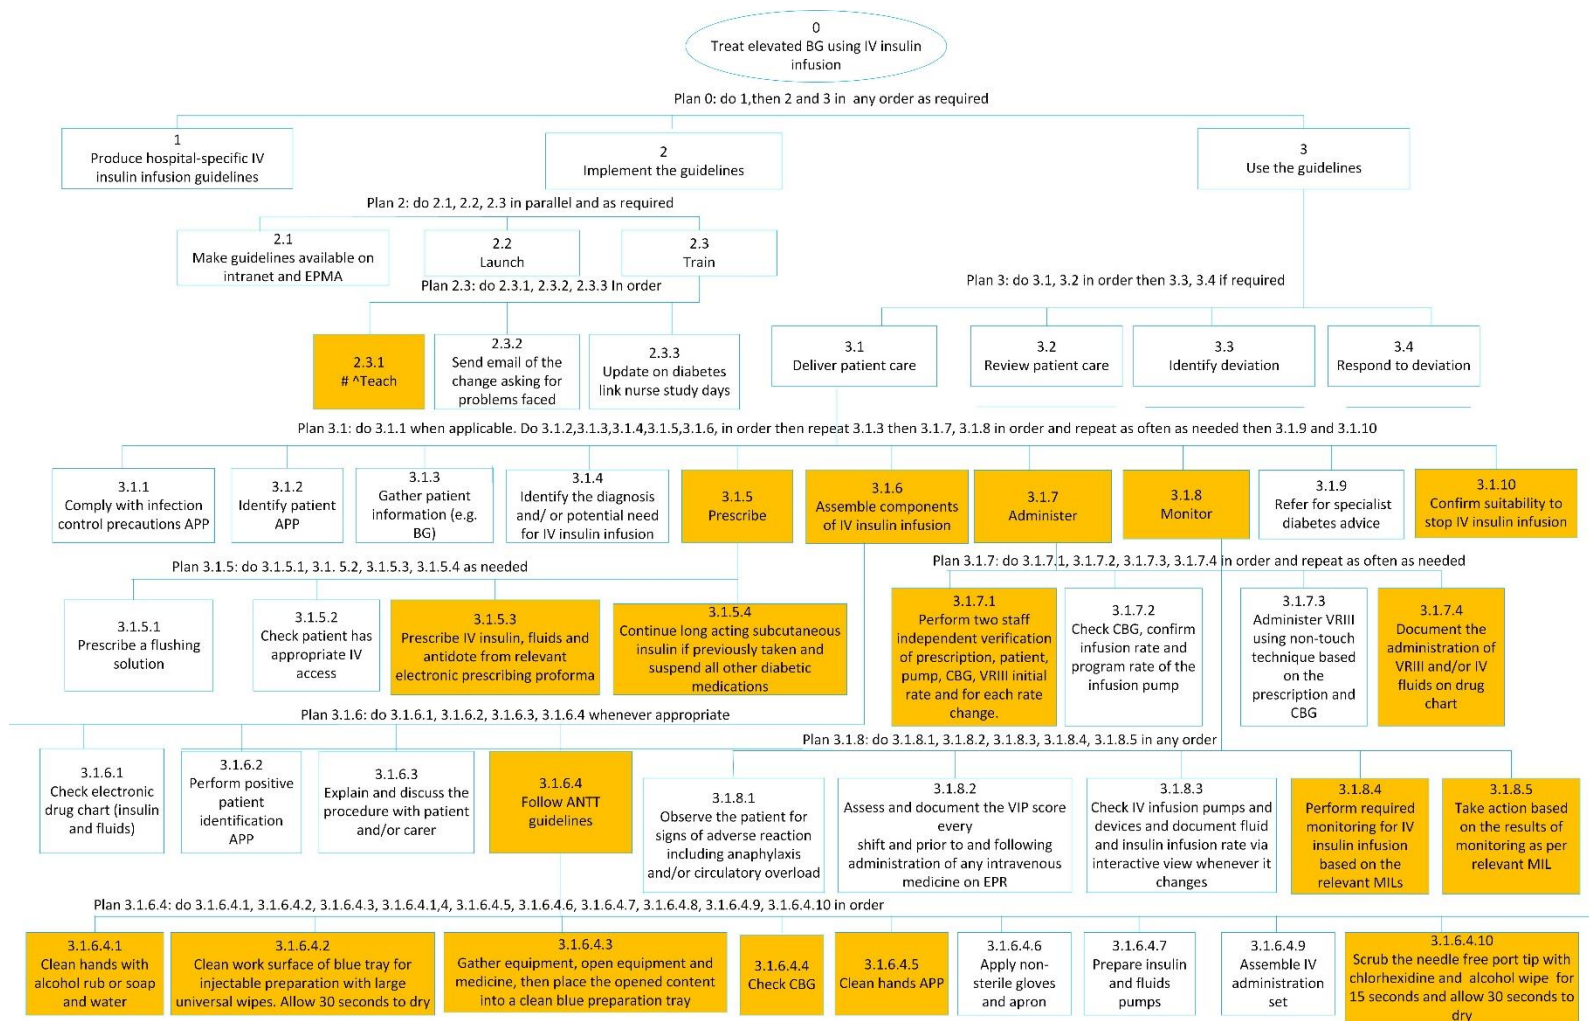 0
Treat elevated BG using IV insulin
infusion
Plan 0: do 1,then 2 and 3 in any order as required
1
Produce hospital-specific IV
insulin infusion guidelines
2
Implement the guidelines
3
Use the guidelines
Plan 2: do 2.1, 2.2, 2.3 in parallel and as required
2.1
Make guidelines available on
intranet and EPMA
2.2
Launch
2.3
Train
Plan 2.3: do 2.3.1, 2.3.2, 2.3.3 In order
Plan 3: do 3.1, 3.2 in order then 3.3, 3.4 if required
2.3.1
# ^Teach
2.3.2
Send email of the
change asking for
problems faced
2.3.3
Update on diabetes
link nurse study days
3.1
Deliver patient care
3.2
Review patient care
3.3
Identify deviation
3.4
Respond to deviation
Plan 3.1: do 3.1.1 when applicable. Do 3.1.2,3.1.3,3.1.4,3.1.5,3.1.6, in order then repeat 3.1.3 then 3.1.7, 3.1.8 in order and repeat as often as needed then 3.1.9 and 3.1.10
3.1.1
Comply with infection
control precautions APP
3.1.2
Identify patient
APP
3.1.3
Gather patient
information (e.g.
BG)
3.1.4
Identify the diagnosis
and/ or potential need
for IV insulin infusion
3.1.5
Prescribe
3.1.6
Assemble components
of IV insulin infusion
3.1.7
Administer
3.1.8
Monitor
3.1.9
Refer for specialist
diabetes advice
3.1.10
Confirm suitability to
stop IV insulin infusion
Plan 3.1.5: do 3.1.5.1, 3.1. 5.2, 3.1.5.3, 3.1.5.4 as needed
Plan 3.1.7: do 3.1.7.1, 3.1.7.2, 3.1.7.3, 3.1.7.4 in order and repeat as often as needed
3.1.5.1
Prescribe a flushing
solution
3.1.5.2
Check patient has
appropriate IV
access
3.1.5.3
Prescribe IV insulin, fluids and
antidote from relevant
electronic prescribing proforma
3.1.5.4
Continue long acting subcutaneous
insulin if previously taken and
suspend all other diabetic
medications
3.1.7.1
Perform two staff
independent verification
of prescription, patient,
pump, CBG, VRIII initial
rate and for each rate
change.
3.1.7.2
Check CBG, confirm
infusion rate and
program rate of the
infusion pump
3.1.7.3
Administer VRIII
using non-touch
technique based
on the
prescription and
CBG
3.1.7.4
Document the
administration of
VRIII and/or IV
fluids on drug
chart
Plan 3.1.6: do 3.1.6.1, 3.1.6.2, 3.1.6.3, 3.1.6.4 whenever appropriate
Plan 3.1.8: do 3.1.8.1, 3.1.8.2, 3.1.8.3, 3.1.8.4, 3.1.8.5 in any order
3.1.6.1
Check electronic
drug chart (insulin
and fluids)
3.1.6.2
Perform positive
patient
identification
APP
3.1.6.3
Explain and discuss the
procedure with patient
and/or carer
3.1.6.4
Follow ANTT
guidelines
3.1.8.1
Observe the patient for
signs of adverse reaction
including anaphylaxis
and/or circulatory overload
3.1.8.2
Assess and document the VIP score
every
shift and prior to and following
administration of any intravenous
medicine on EPR
3.1.8.3
Check IV infusion pumps and
devices and document fluid
and insulin infusion rate via
interactive view whenever it
changes
3.1.8.4
Perform required
monitoring for IV
insulin infusion
based on the
relevant MILs
3.1.8.5
Take action based
on the results of
monitoring as per
relevant MIL
Plan 3.1.6.4: do 3.1.6.4.1, 3.1.6.4.2, 3.1.6.4.3, 3.1.6.4.1,4, 3.1.6.4.5, 3.1.6.4.6, 3.1.6.4.7, 3.1.6.4.8, 3.1.6.4.9, 3.1.6.4.10 in order
3.1.6.4.1
Clean hands with
alcohol rub or soap
and water
3.1.6.4.2
Clean work surface of blue tray for
injectable preparation with large
universal wipes. Allow 30 seconds to dry
3.1.6.4.3
Gather equipment, open equipment and
medicine, then place the opened content
into a clean blue preparation tray
3.1.6.4.4
Check CBG
3.1.6.4.5
Clean hands APP
3.1.6.4.6
Apply non-
sterile gloves
and apron
3.1.6.4.7
Prepare insulin
and fluids
pumps
3.1.6.4.9
Assemble IV
administration
set
3.1.6.4.10
Scrub the needle free port tip with
chlorhexidine and alcohol wipe for
15 seconds and allow 30 seconds to
dry